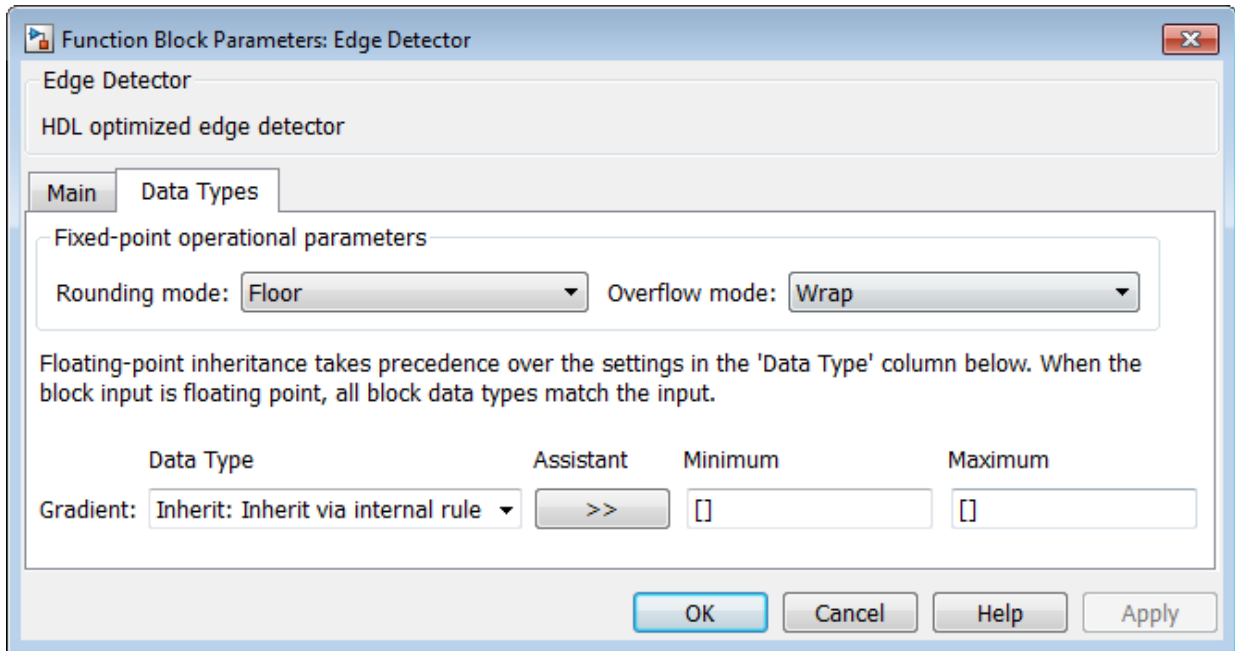 Function Block Parameters: Edge Detector
Edge Detector
HDL optimized edge detector
Main Data Types
Fixed-point operational parameters
Rounding mode: Floor Overflow mode: Wrap
Floating-point inheritance takes precedence over the settings in the 'Data Type' column below. When the
block input is floating point, all block data types match the input.
Data Type Assistant Minimum Maximum
Gradient: Inherit: Inherit via internal rule >> [] []
OK Cancel Help Apply